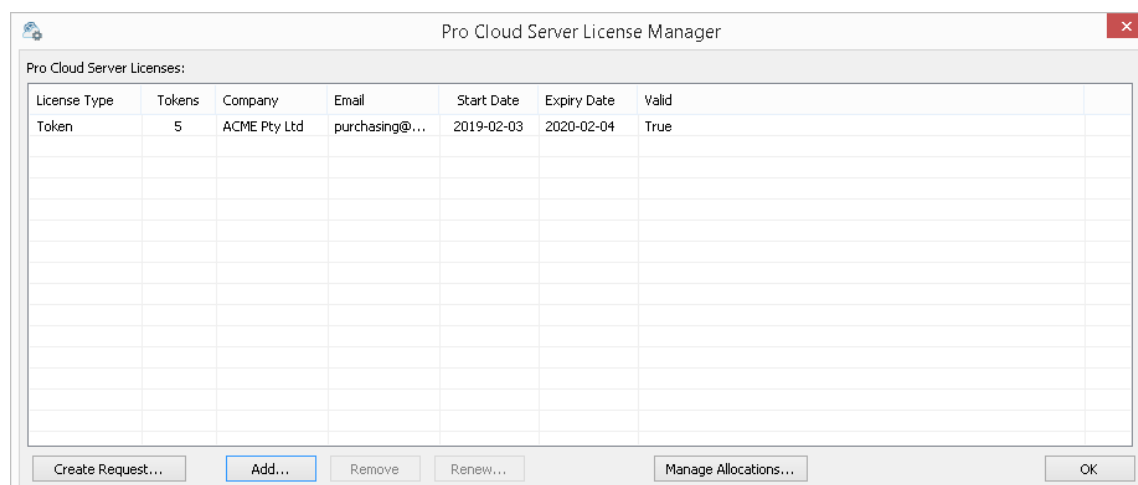 Pro Cloud Server License Manager
Pro Cloud Server Licenses:
License Type Tokens Company Email Start Date Expiry Date Valid
Token 5 ACME Pty Ltd purchasing@... 2019-02-03 2020-02-04 True
Create Request... Add... Remove Renew... Manage Allocations... OK